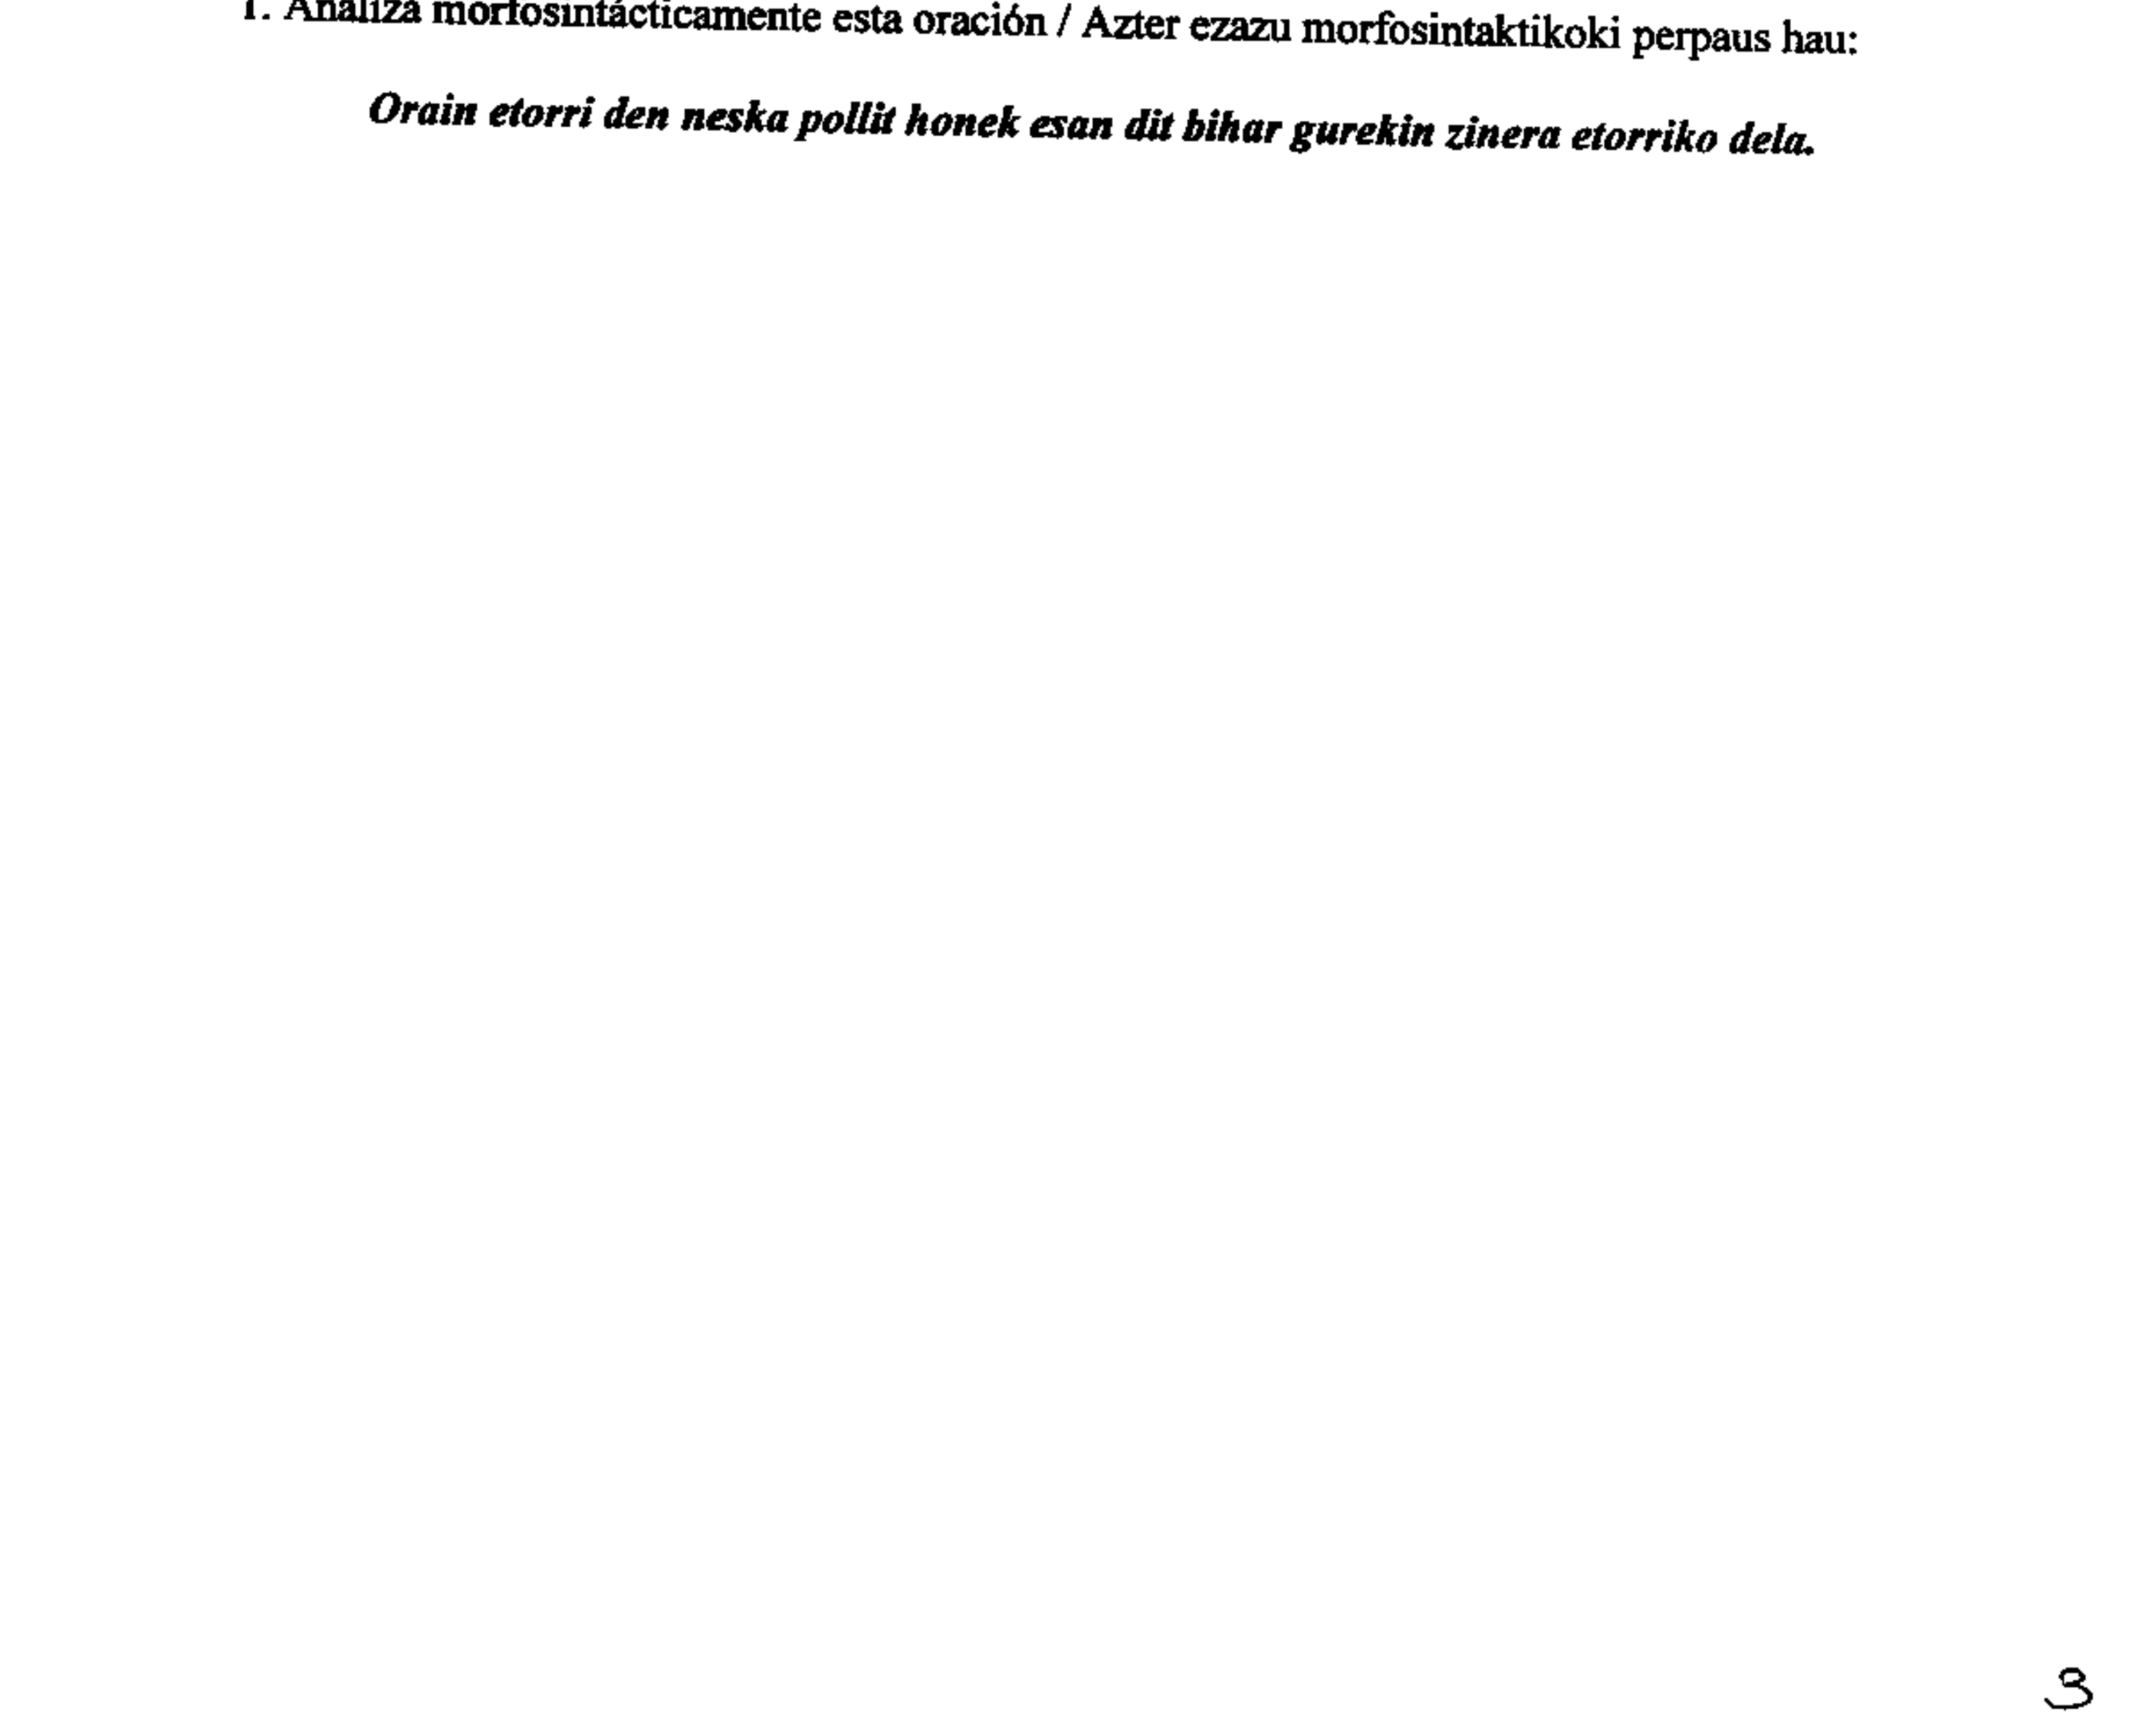 1. Analiza morfosintácticamente esta oración / Azter ezazu morfosintaktikoki perpaus hau:
Orain etorri den neska pollit honek esan dit bihar gurekin zinera etorriko dela.
3